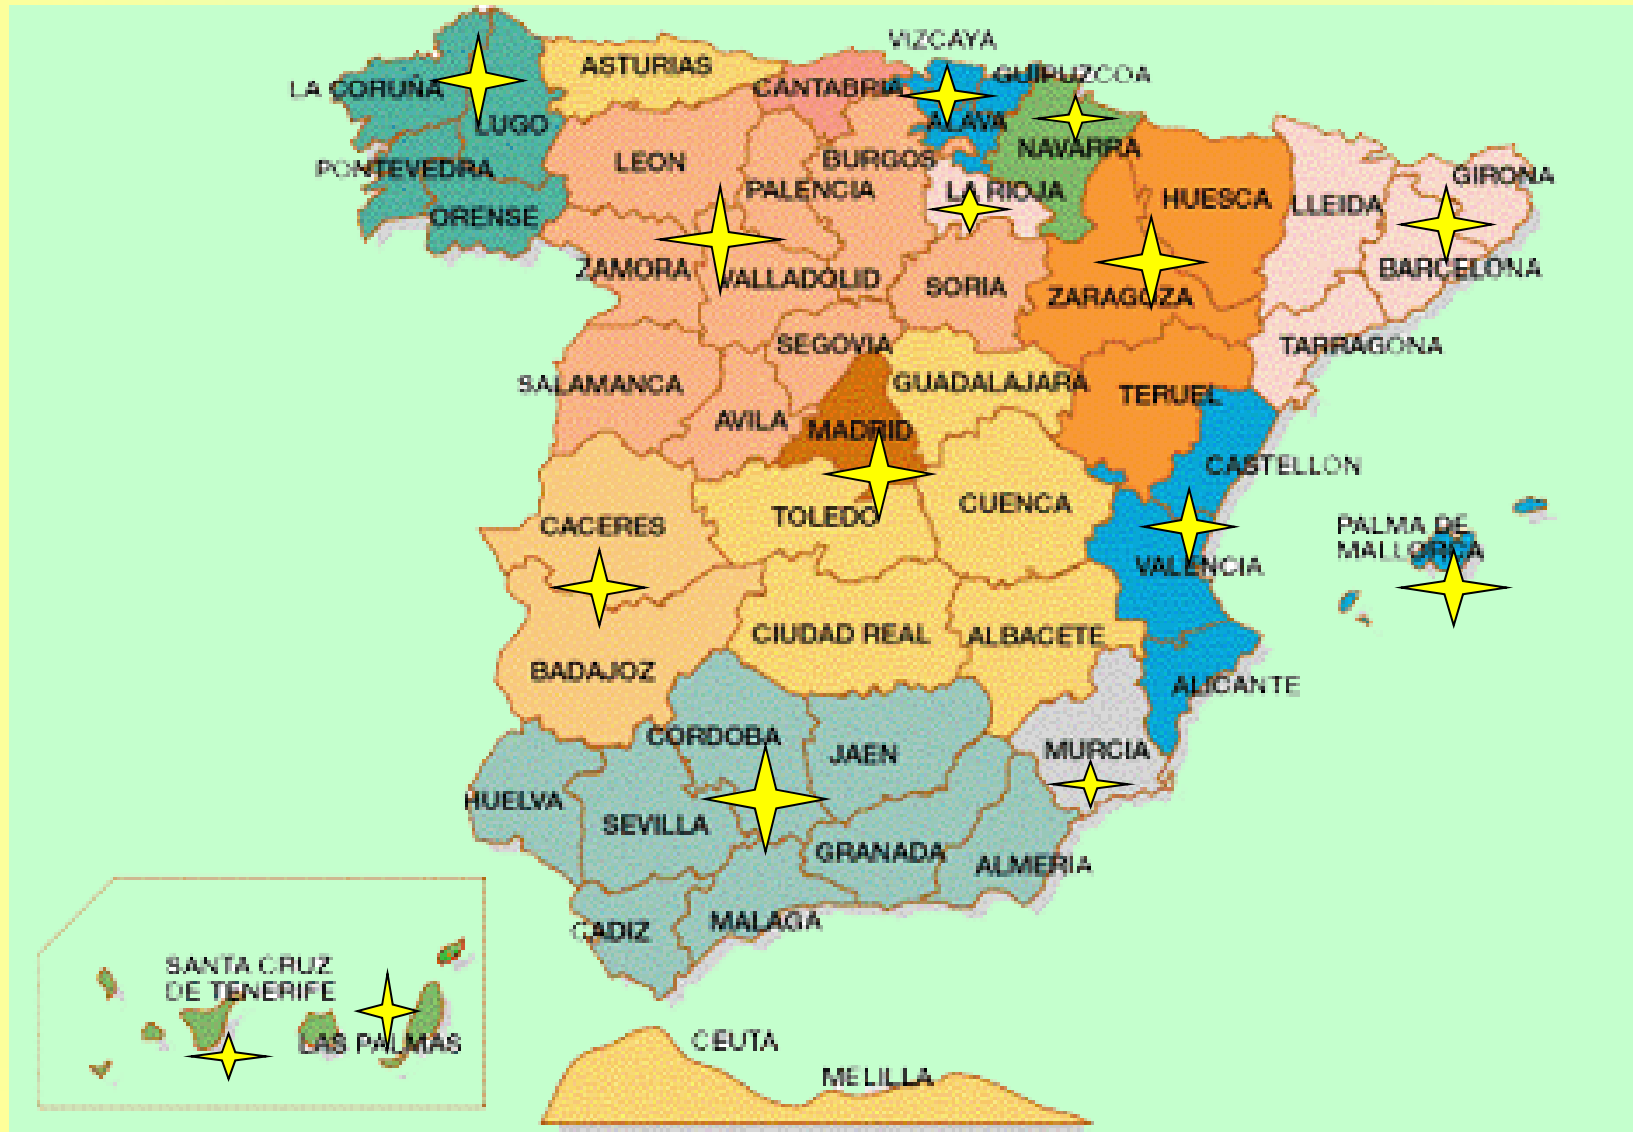 VIZCAYA
ASTURIAS
GUIPUZCOA
LA CORUÑA
CANTABRIA
LUGO
ALAVA
NAVARRA
PONTEVEDRA
LEON
BURGOS
PALENCIA
LA RIOJA
HUESCA
LLEIDA
GIRONA
ORENSE
ZAMORA
VALLADOLID
SORIA
ZARAGOZA
BARCELONA
SEGOVIA
TARRAGONA
SALAMANCA
GUADALAJARA
TERUEL
AVILA
MADRID
CASTELLON
CACERES
TOLEDO
CUENCA
PALMA DE
MALLORCA
VALENCIA
CIUDAD REAL
ALBACETE
BADAJOZ
ALICANTE
CORDOBA
JAEN
MURCIA
HUELVA
SEVILLA
GRANADA
ALMERIA
CADIZ
MALAGA
SANTA CRUZ
DE TENERIFE
LAS PALMAS
CEUTA
MELILLA